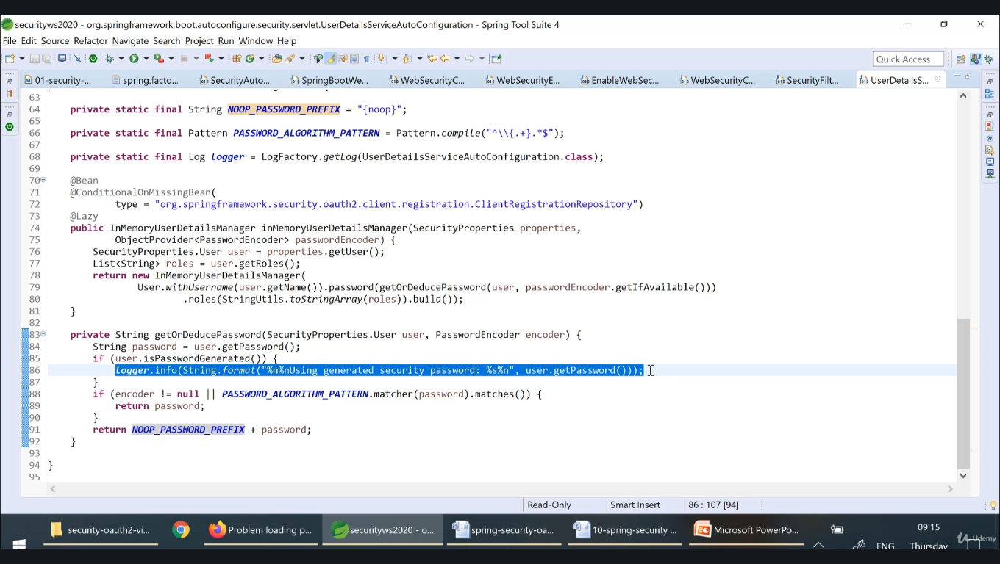 securityws2020 - org.springframework.boot.autoconfigure.security.servlet.UserDetailsServiceAutoConfiguration - Spring Tool Suite 4
File Edit Source Refactor Navigate Search Project Run Window Help
Quick Access
01-security-... spring.facto... SecurityAuto... SpringBootWe... WebSecurityC... WebSecurityE... EnableWebSec... WebSecurityC... SecurityFilt... UserDetailsS...
63
64 private static final String NOOP_PASSWORD_PREFIX = "{noop}";
65
66 private static final Pattern PASSWORD_ALGORITHM_PATTERN = Pattern.compile("^\\{.+}.*$");
67
68 private static final Log logger = LogFactory.getLog(UserDetailsServiceAutoConfiguration.class);
69
70 @Bean
71 @ConditionalOnMissingBean(
72 type = "org.springframework.security.oauth2.client.registration.ClientRegistrationRepository")
73 @Lazy
74 public InMemoryUserDetailsManager inMemoryUserDetailsManager(SecurityProperties properties,
75 ObjectProvider<PasswordEncoder> passwordEncoder) {
76 SecurityProperties.User user = properties.getUser();
77 List<String> roles = user.getRoles();
78 return new InMemoryUserDetailsManager(
79 User.withUsername(user.getName()).password(getOrDeducePassword(user, passwordEncoder.getIfAvailable()))
80 .roles(StringUtils.toStringArray(roles)).build());
81 }
82
83 private String getOrDeducePassword(SecurityProperties.User user, PasswordEncoder encoder) {
84 String password = user.getPassword();
85 if (user.isPasswordGenerated()) {
86 logger.info(String.format("%n%nUsing generated security password: %s%n", user.getPassword()));
87 }
88 if (encoder != null || PASSWORD_ALGORITHM_PATTERN.matcher(password).matches()) {
89 return password;
90 }
91 return NOOP_PASSWORD_PREFIX + password;
92 }
93
94 }
95
Read-Only Smart Insert 86 : 107 [94]
security-oauth2-vi... Problem loading p... securityws2020 - o... spring-security-oa... 10-spring-security ... Microsoft PowerPo... 09:15
ENG Thursday
Udemy